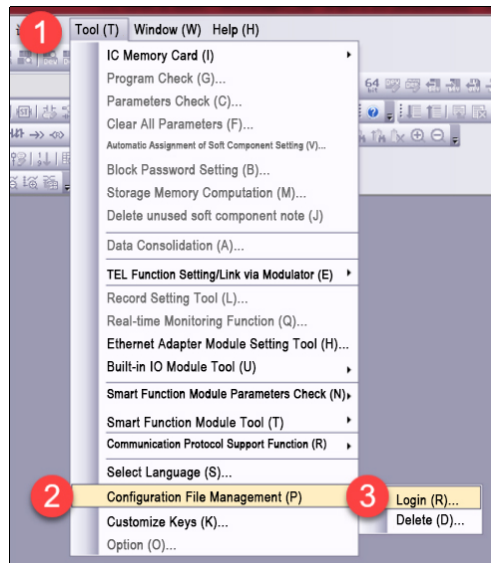 1
Tool (T) Window (W) Help (H)
IC Memory Card (I)
Program Check (G)...
Parameters Check (C)...
Clear All Parameters (F)...
Automatic Assignment of Soft Component Setting (V)...
Block Password Setting (B)...
Storage Memory Computation (M)...
Delete unused soft component note (J)
Data Consolidation (A)...
TEL Function Setting/Link via Modulator (E)
Record Setting Tool (L)...
Real-time Monitoring Function (Q)...
Ethernet Adapter Module Setting Tool (H)...
Built-in IO Module Tool (U)
Smart Function Module Parameters Check (N)
Smart Function Module Tool (T)
Communication Protocol Support Function (R)
Select Language (S)...
2 Configuration File Management (P) 3 Login (R)...
Customize Keys (K)... Delete (D)...
Option (O)...
64